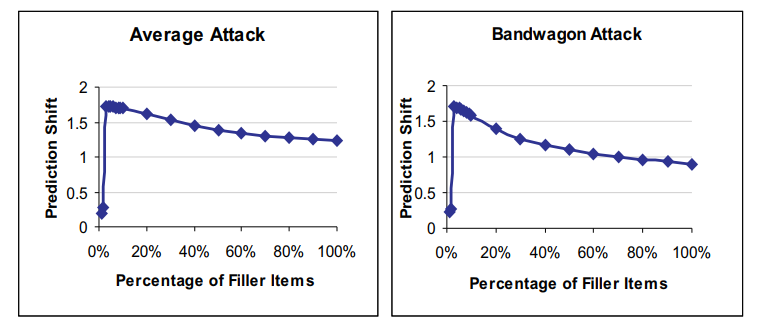 Average Attack
2
1.5
1
0.5
0
Prediction Shift
0% 20% 40% 60% 80% 100%
Percentage of Filler Items
Bandwagon Attack
2
1.5
1
0.5
0
Prediction Shift
0% 20% 40% 60% 80% 100%
Percentage of Filler Items